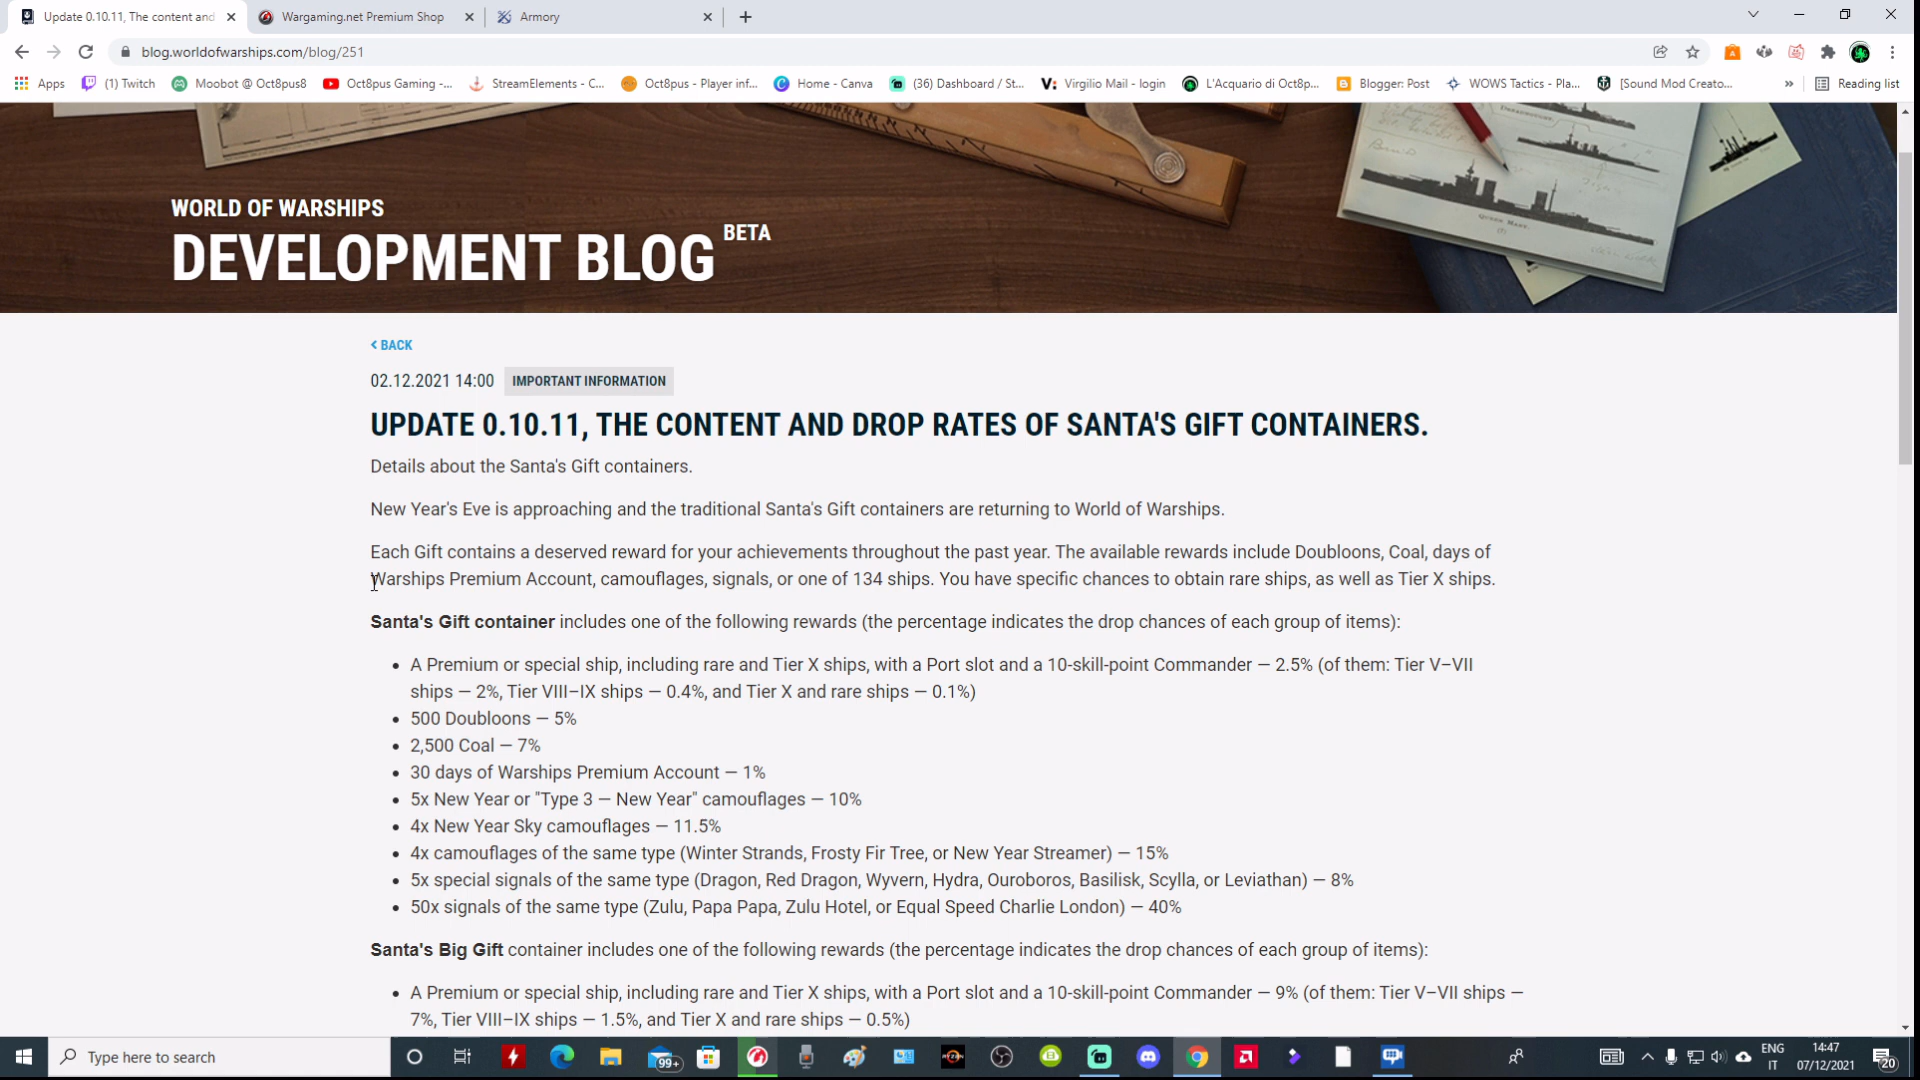 Update 0.10.11, The content and
Wargaming.net Premium Shop
Armory
blog.worldofwarships.com/blog/251
Apps
(1) Twitch
Moobot @ Oct8pus8
Oct8pus Gaming -...
StreamElements - C...
Oct8pus - Player inf...
Home - Canva
(36) Dashboard / St...
Virgilio Mail - login
L'Acquario di Oct8p...
Blogger: Post
WOWS Tactics - Pla...
[Sound Mod Creato...
»
Reading list
WORLD OF WARSHIPS
DEVELOPMENT BLOG BETA
< BACK
02.12.2021 14:00 IMPORTANT INFORMATION
UPDATE 0.10.11, THE CONTENT AND DROP RATES OF SANTA'S GIFT CONTAINERS.
Details about the Santa's Gift containers.
New Year's Eve is approaching and the traditional Santa's Gift containers are returning to World of Warships.
Each Gift contains a deserved reward for your achievements throughout the past year. The available rewards include Doubloons, Coal, days of
Warships Premium Account, camouflages, signals, or one of 134 ships. You have specific chances to obtain rare ships, as well as Tier X ships.
Santa's Gift container includes one of the following rewards (the percentage indicates the drop chances of each group of items):
• A Premium or special ship, including rare and Tier X ships, with a Port slot and a 10-skill-point Commander — 2.5% (of them: Tier V–VII
ships — 2%, Tier VIII–IX ships — 0.4%, and Tier X and rare ships — 0.1%)
• 500 Doubloons — 5%
• 2,500 Coal — 7%
• 30 days of Warships Premium Account — 1%
• 5x New Year or "Type 3 — New Year" camouflages — 10%
• 4x New Year Sky camouflages — 11.5%
• 4x camouflages of the same type (Winter Strands, Frosty Fir Tree, or New Year Streamer) — 15%
• 5x special signals of the same type (Dragon, Red Dragon, Wyvern, Hydra, Ouroboros, Basilisk, Scylla, or Leviathan) — 8%
• 50x signals of the same type (Zulu, Papa Papa, Zulu Hotel, or Equal Speed Charlie London) — 40%
Santa's Big Gift container includes one of the following rewards (the percentage indicates the drop chances of each group of items):
• A Premium or special ship, including rare and Tier X ships, with a Port slot and a 10-skill-point Commander — 9% (of them: Tier V–VII ships —
7%, Tier VIII–IX ships — 1.5%, and Tier X and rare ships — 0.5%)
Type here to search
99+
RYZEN
ENG
IT
14:47
07/12/2021
20